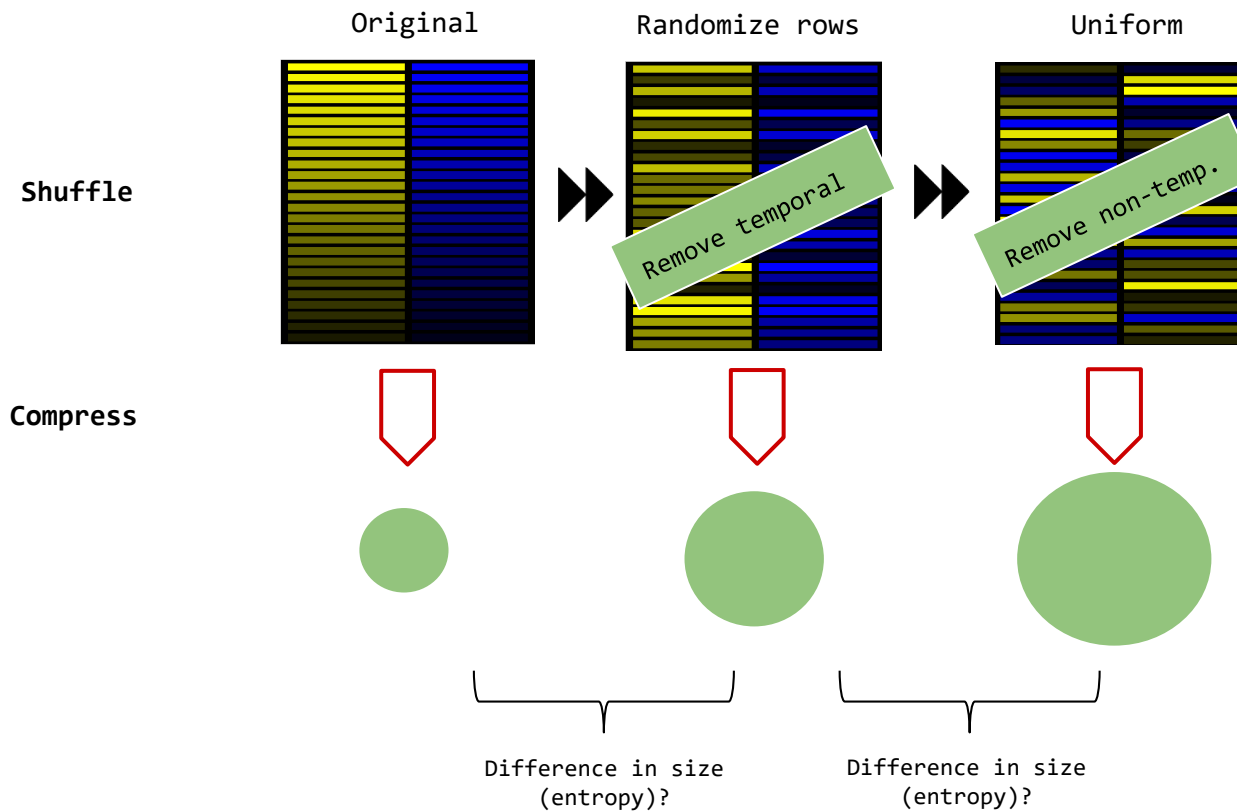 Original
Randomize rows
Uniform
Shuffle
Remove temporal
Remove non-temp.
Compress
Difference in size
(entropy)?
Difference in size
(entropy)?